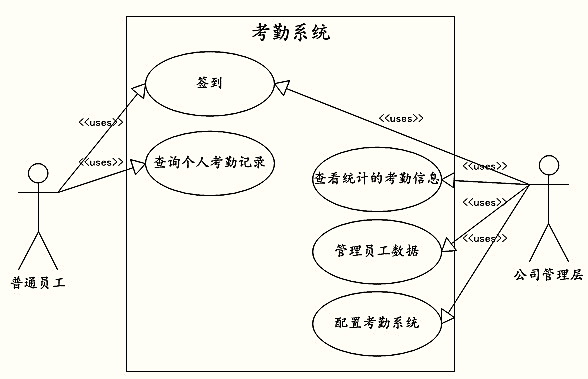 考勤系统
签到
<<uses>>
<<uses>>
查询个人考勤记录
<<uses>>
<<uses>>
查看统计的考勤信息
<<uses>>
<<uses>>
管理员工数据
普通员工
公司管理层
配置考勤系统